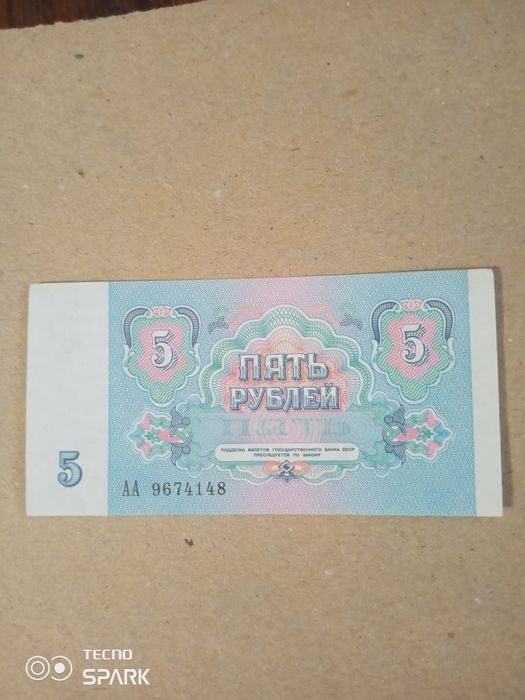 5
5
ПЯТЬ
РУБЛЕЙ
ПОДДЕЛКА БИЛЕТОВ ГОСУДАРСТВЕННОГО БАНКА СССР
ПРЕСЛЕДУЕТСЯ ПО ЗАКОНУ
5
АА 9674148
TECNO
SPARK